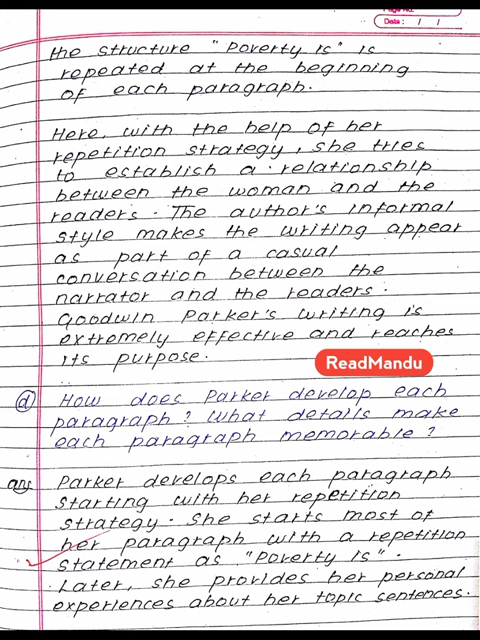 Page No.
Date: / /
the structure "Poverty Is" is
repeated at the beginning
of each paragraph.
Here, with the help of her
repetition strategy, she tries
to establish a relationship
between the woman and the
readers. The author's informal
style makes the writing appear
as part of a casual
conversation between the
narrator and the readers.
Goodwin Parker's writing is
extremely effective and reaches
its purpose.
ReadMandu
d) How does Parker develop each
paragraph? What details make
each paragraph memorable?
ans Parker develops each paragraph
starting with her repetition
strategy. She starts most of
her paragraph with a repetition
statement as "Poverty Is".
Later, she provides her personal
experiences about her topic sentences.